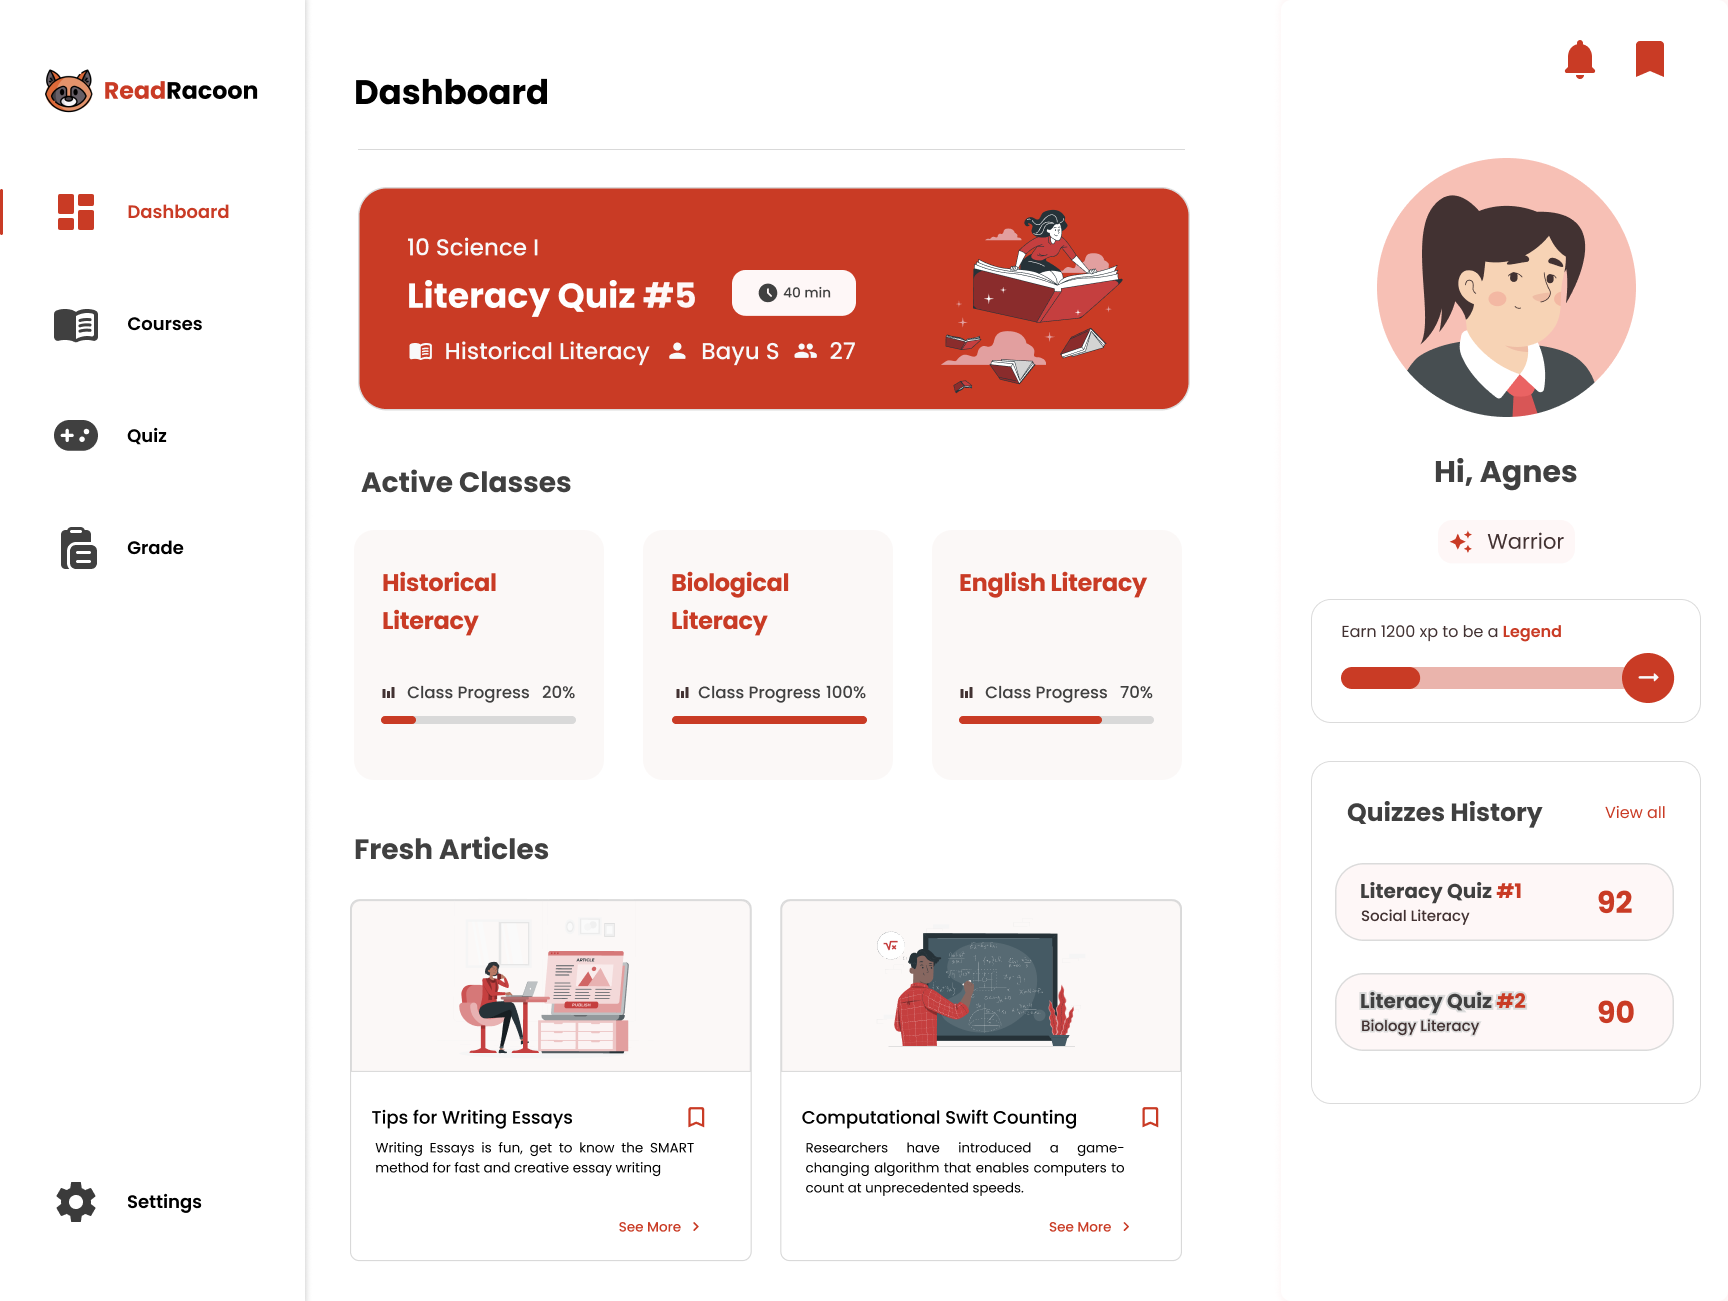 ReadRacoon
Dashboard
Courses
Quiz
Grade
Settings
Dashboard
10 Science I
Literacy Quiz #5
40 min
Historical Literacy Bayu S 27
Active Classes
Historical
Literacy
Class Progress 20%
Biological
Literacy
Class Progress 100%
English Literacy
Class Progress 70%
Fresh Articles
ARTICLE
PUBLISH
Tips for Writing Essays
Writing Essays is fun, get to know the SMART
method for fast and creative essay writing
See More
√x
Computational Swift Counting
Researchers have introduced a game-
changing algorithm that enables computers to
count at unprecedented speeds.
See More
Hi, Agnes
Warrior
Earn 1200 xp to be a Legend
Quizzes History
View all
Literacy Quiz #1
Social Literacy
92
Literacy Quiz #2
Biology Literacy
90